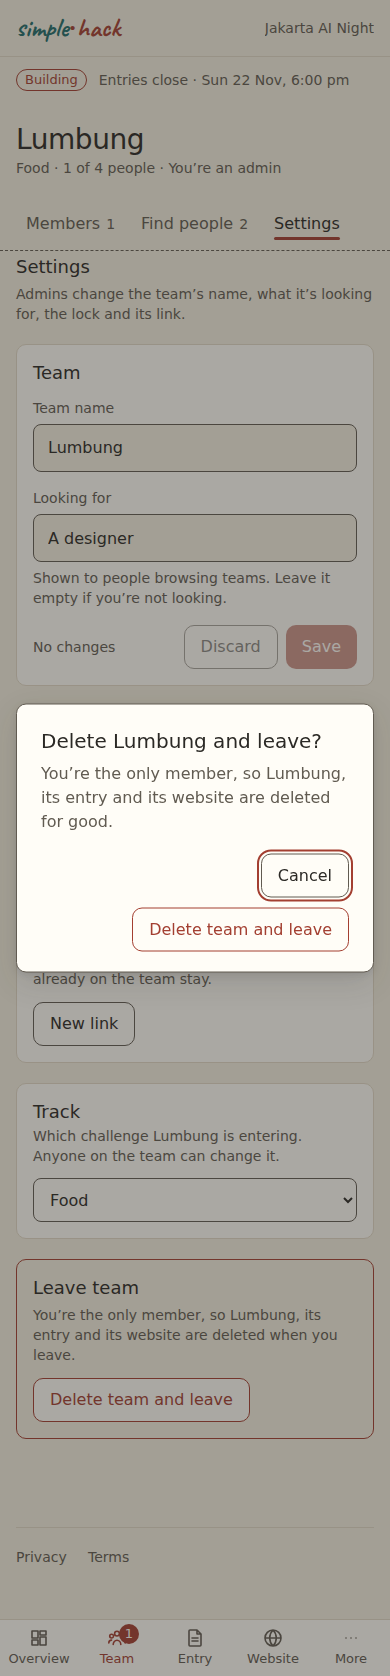 simple·hack
Jakarta AI Night
Building
Entries close · Sun 22 Nov, 6:00 pm
Lumbung
Food · 1 of 4 people · You’re an admin
Members 1
Find people 2
Settings
Settings
Admins change the team’s name, what it’s looking
for, the lock and its link.
Team
Team name
Lumbung
Looking for
A designer
Shown to people browsing teams. Leave it
empty if you’re not looking.
No changes
Discard
Save
Delete Lumbung and leave?
You’re the only member, so Lumbung,
its entry and its website are deleted
for good.
Cancel
Delete team and leave
already on the team stay.
New link
Track
Which challenge Lumbung is entering.
Anyone on the team can change it.
Food
Leave team
You’re the only member, so Lumbung, its
entry and its website are deleted when you
leave.
Delete team and leave
Privacy
Terms
1
Overview
Team
Entry
Website
More